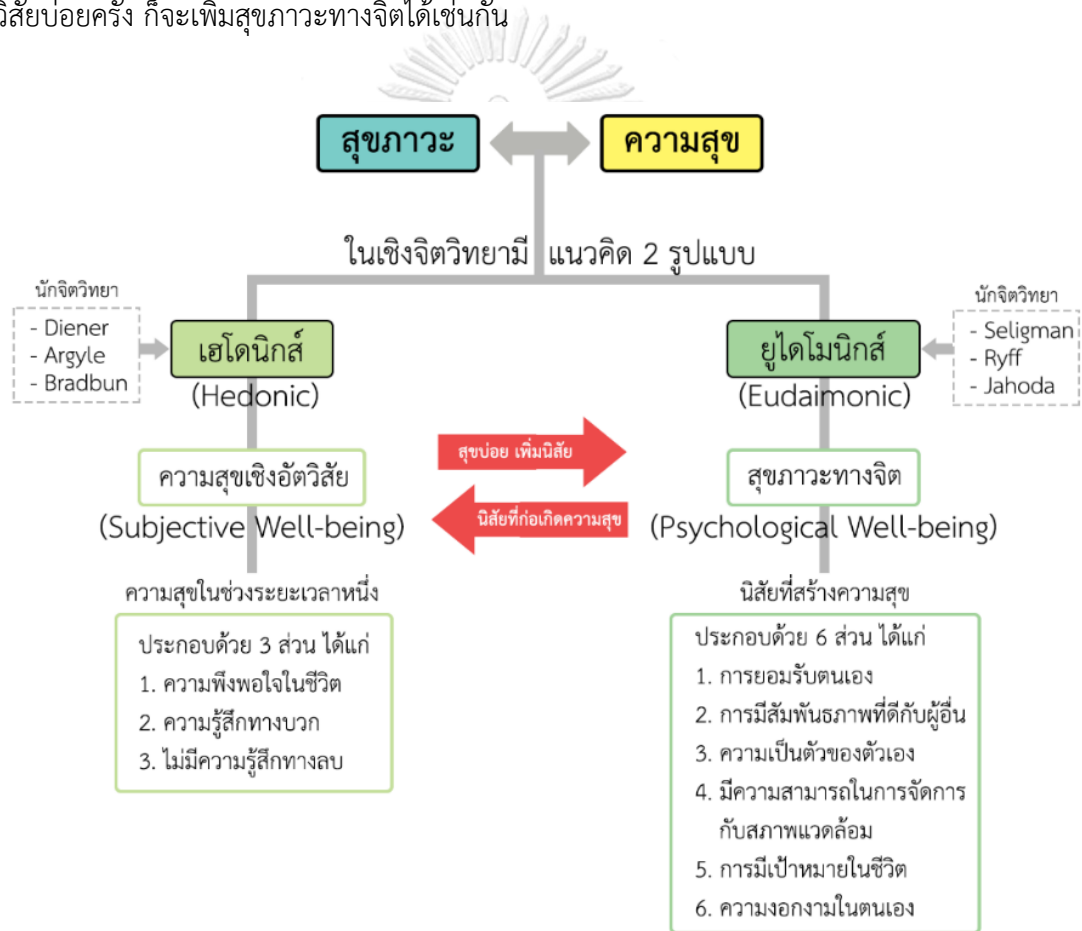 วิสัยบ่อยครั้ง ก็จะเพิ่มสุขภาวะทางจิตได้เช่นกัน
สุขภาวะ
ความสุข
ในเชิงจิตวิทยามี แนวคิด 2 รูปแบบ
นักจิตวิทยา
- Diener
- Argyle
- Bradbun
เฮโดนิกส์
(Hedonic)
ยูไดโมนิกส์
(Eudaimonic)
นักจิตวิทยา
- Seligman
- Ryff
- Jahoda
ความสุขเชิงอัตวิสัย
(Subjective Well-being)
สุขบ่อย เพิ่มนิสัย
นิสัยที่ก่อเกิดความสุข
สุขภาวะทางจิต
(Psychological Well-being)
ความสุขในช่วงระยะเวลาหนึ่ง
ประกอบด้วย 3 ส่วน ได้แก่
1. ความพึงพอใจในชีวิต
2. ความรู้สึกทางบวก
3. ไม่มีความรู้สึกทางลบ
นิสัยที่สร้างความสุข
ประกอบด้วย 6 ส่วน ได้แก่
1. การยอมรับตนเอง
2. การมีสัมพันธภาพที่ดีกับผู้อื่น
3. ความเป็นตัวของตัวเอง
4. มีความสามารถในการจัดการ
กับสภาพแวดล้อม
5. การมีเป้าหมายในชีวิต
6. ความงอกงามในตนเอง